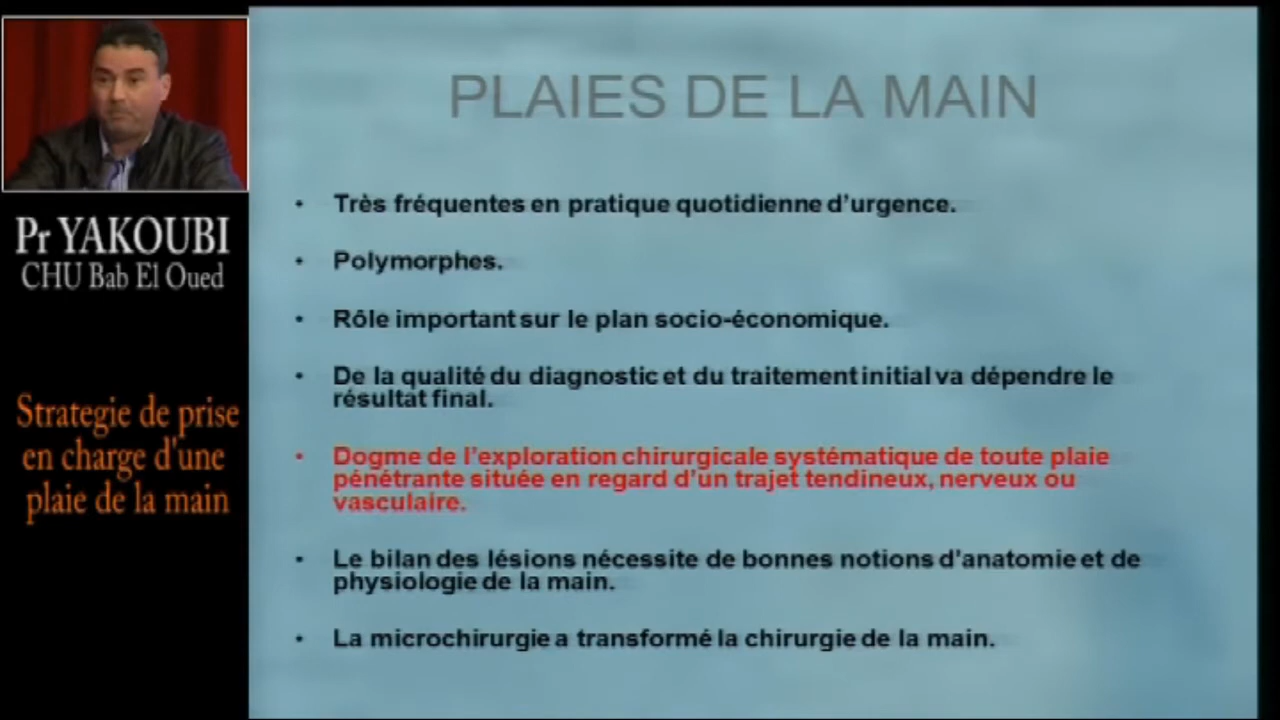 Pr YAKOUBI
CHU Bab El Oued
Strategie de prise
en charge d'une
plaie de la main
PLAIES DE LA MAIN
• Très fréquentes en pratique quotidienne d'urgence.
• Polymorphes.
• Rôle important sur le plan socio-économique.
• De la qualité du diagnostic et du traitement initial va dépendre le
résultat final.
• Dogme de l'exploration chirurgicale systématique de toute plaie
pénétrante située en regard d'un trajet tendineux, nerveux ou
vasculaire.
• Le bilan des lésions nécessite de bonnes notions d'anatomie et de
physiologie de la main.
• La microchirurgie a transformé la chirurgie de la main.